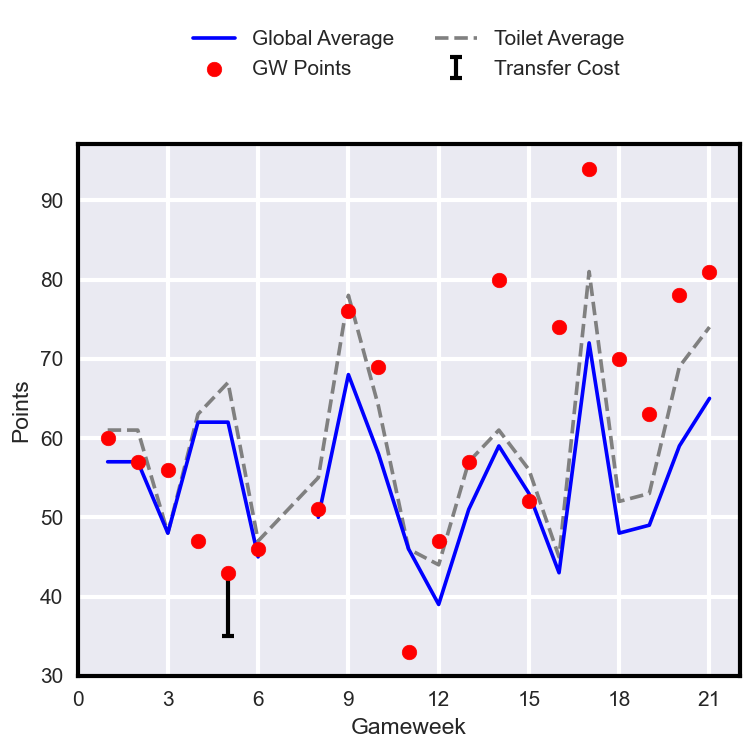 Global Average
Toilet Average
GW Points
Transfer Cost
90
80
70
60
50
40
30
Points
0 3 6 9 12 15 18 21
Gameweek